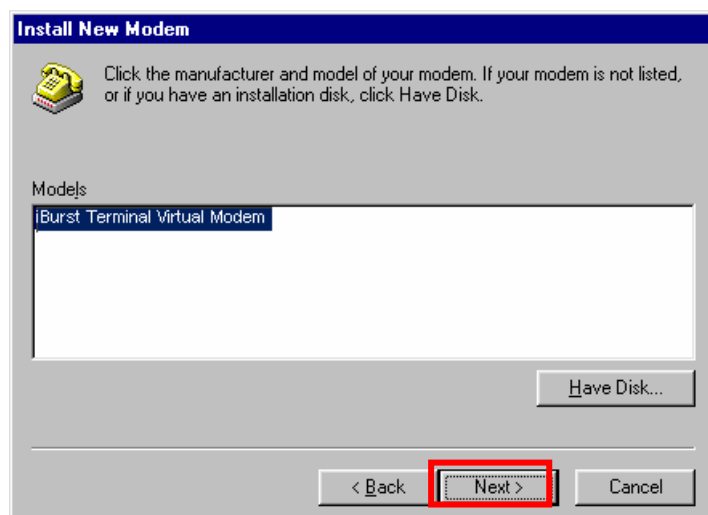 Install New Modem
Click the manufacturer and model of your modem. If your modem is not listed,
or if you have an installation disk, click Have Disk.
Models
iBurst Terminal Virtual Modem
Have Disk...
< Back
Next >
Cancel